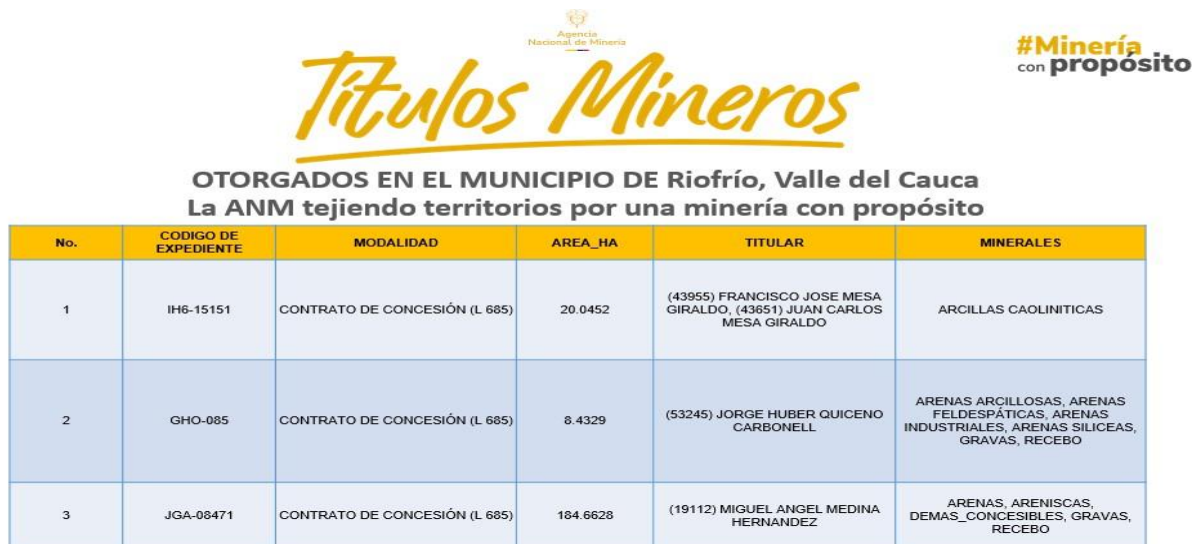 Agencia
Nacional de Minería
#Minería
con propósito
Títulos Mineros
OTORGADOS EN EL MUNICIPIO DE Riofrío, Valle del Cauca
La ANM tejiendo territorios por una minería con propósito
No. CODIGO DE EXPEDIENTE MODALIDAD AREA_HA TITULAR MINERALES
1 IH6-15151 CONTRATO DE CONCESIÓN (L 685) 20.0452 (43955) FRANCISCO JOSE MESA GIRALDO, (43651) JUAN CARLOS MESA GIRALDO ARCILLAS CAOLINITICAS
2 GHO-085 CONTRATO DE CONCESIÓN (L 685) 8.4329 (53245) JORGE HUBER QUICENO CARBONELL ARENAS ARCILLOSAS, ARENAS FELDESPÁTICAS, ARENAS INDUSTRIALES, ARENAS SILICEAS, GRAVAS, RECEBO
3 JGA-08471 CONTRATO DE CONCESIÓN (L 685) 184.6628 (19112) MIGUEL ANGEL MEDINA HERNANDEZ ARENAS, ARENISCAS, DEMAS_CONCESIBLES, GRAVAS, RECEBO